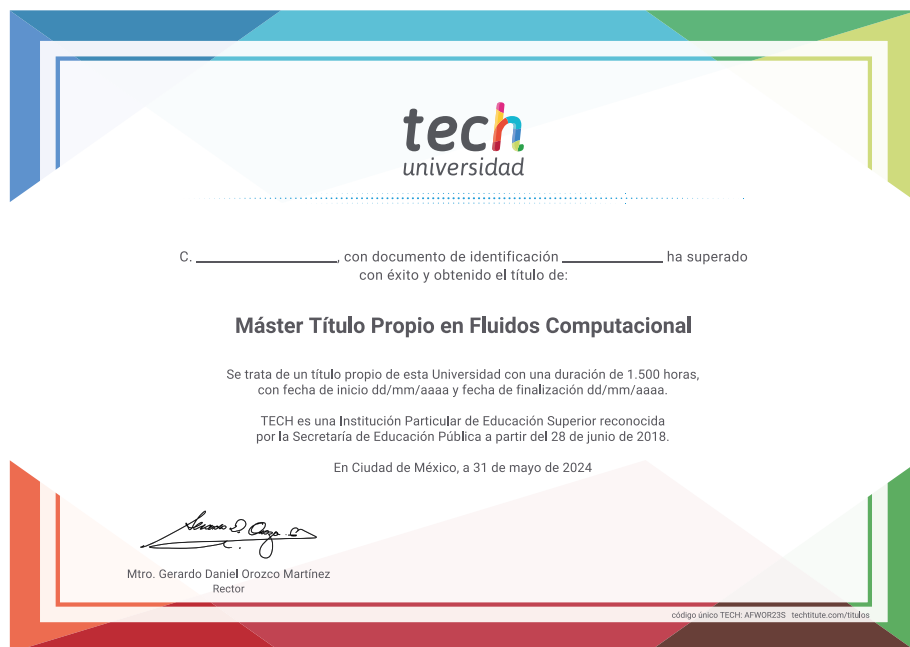 tech
universidad
C. ____________, con documento de identificación ____________ ha superado
con éxito y obtenido el título de:
Máster Título Propio en Fluidos Computacional
Se trata de un título propio de esta Universidad con una duración de 1.500 horas,
con fecha de inicio dd/mm/aaaa y fecha de finalización dd/mm/aaaa.
TECH es una Institución Particular de Educación Superior reconocida
por la Secretaría de Educación Pública a partir del 28 de junio de 2018.
En Ciudad de México, a 31 de mayo de 2024
Mtro. Gerardo Daniel Orozco Martínez
Rector
código único TECH: AFWOR23S techtitute.com/titulos